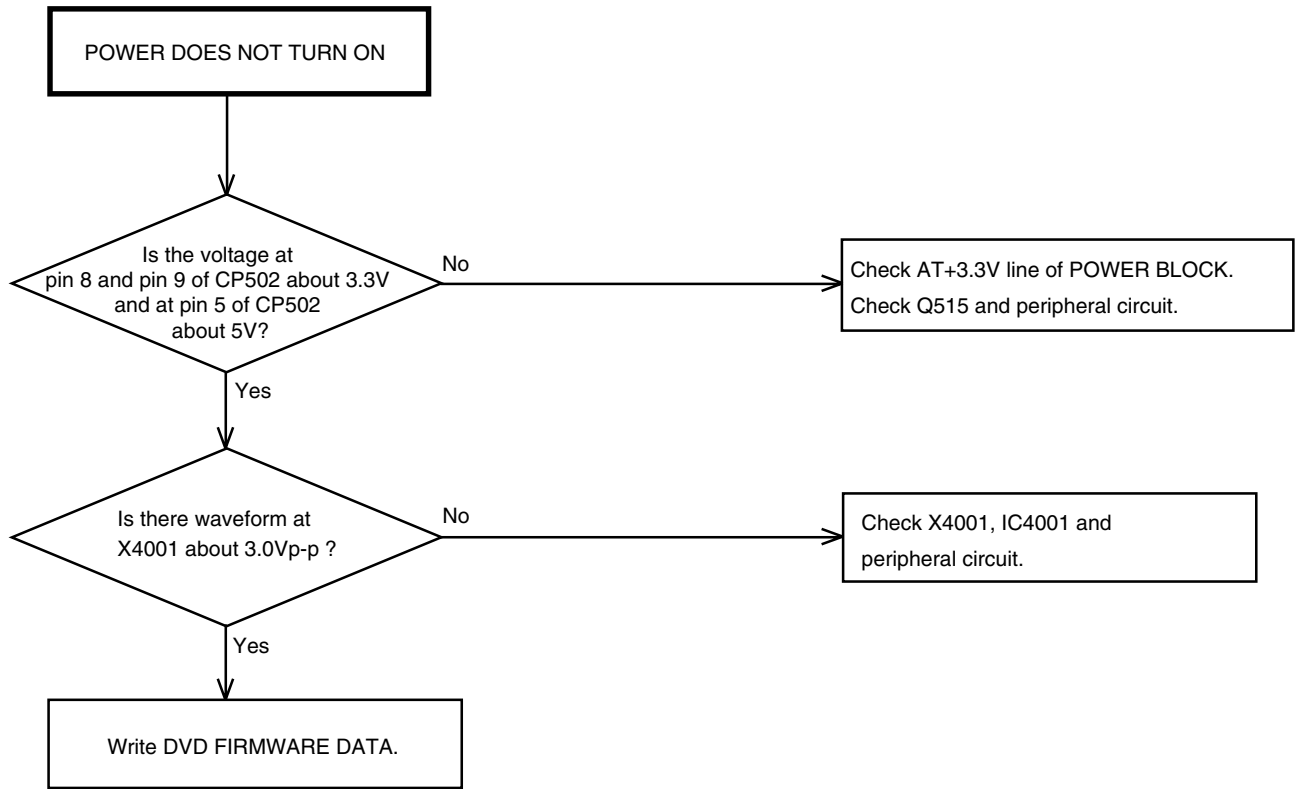 POWER DOES NOT TURN ON
Is the voltage at
pin 8 and pin 9 of CP502 about 3.3V
and at pin 5 of CP502
about 5V?
No
Check AT+3.3V line of POWER BLOCK.
Check Q515 and peripheral circuit.
Yes
Is there waveform at
X4001 about 3.0Vp-p ?
No
Check X4001, IC4001 and
peripheral circuit.
Yes
Write DVD FIRMWARE DATA.